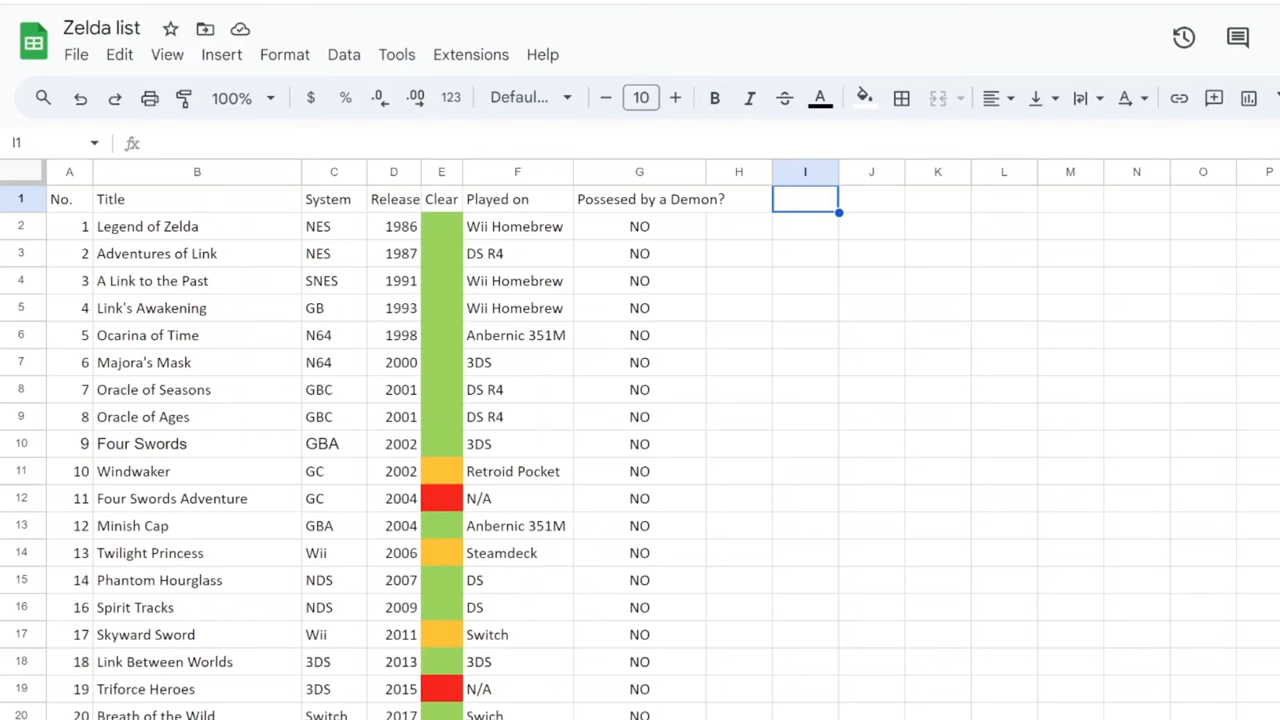 Zelda list
File Edit View Insert Format Data Tools Extensions Help
100% $ % .0 .00 123 Defaul... 10 B I S A
I1 fx
A B C D E F G H I J K L M N O P
1 No. Title System Release Clear Played on Possesed by a Demon?
2 1 Legend of Zelda NES 1986 Wii Homebrew NO
3 2 Adventures of Link NES 1987 DS R4 NO
4 3 A Link to the Past SNES 1991 Wii Homebrew NO
5 4 Link's Awakening GB 1993 Wii Homebrew NO
6 5 Ocarina of Time N64 1998 Anbernic 351M NO
7 6 Majora's Mask N64 2000 3DS NO
8 7 Oracle of Seasons GBC 2001 DS R4 NO
9 8 Oracle of Ages GBC 2001 DS R4 NO
10 9 Four Swords GBA 2002 3DS NO
11 10 Windwaker GC 2002 Retroid Pocket NO
12 11 Four Swords Adventure GC 2004 N/A NO
13 12 Minish Cap GBA 2004 Anbernic 351M NO
14 13 Twilight Princess Wii 2006 Steamdeck NO
15 14 Phantom Hourglass NDS 2007 DS NO
16 16 Spirit Tracks NDS 2009 DS NO
17 17 Skyward Sword Wii 2011 Switch NO
18 18 Link Between Worlds 3DS 2013 3DS NO
19 19 Triforce Heroes 3DS 2015 N/A NO
20 20 Breath of the Wild Switch 2017 Swich NO